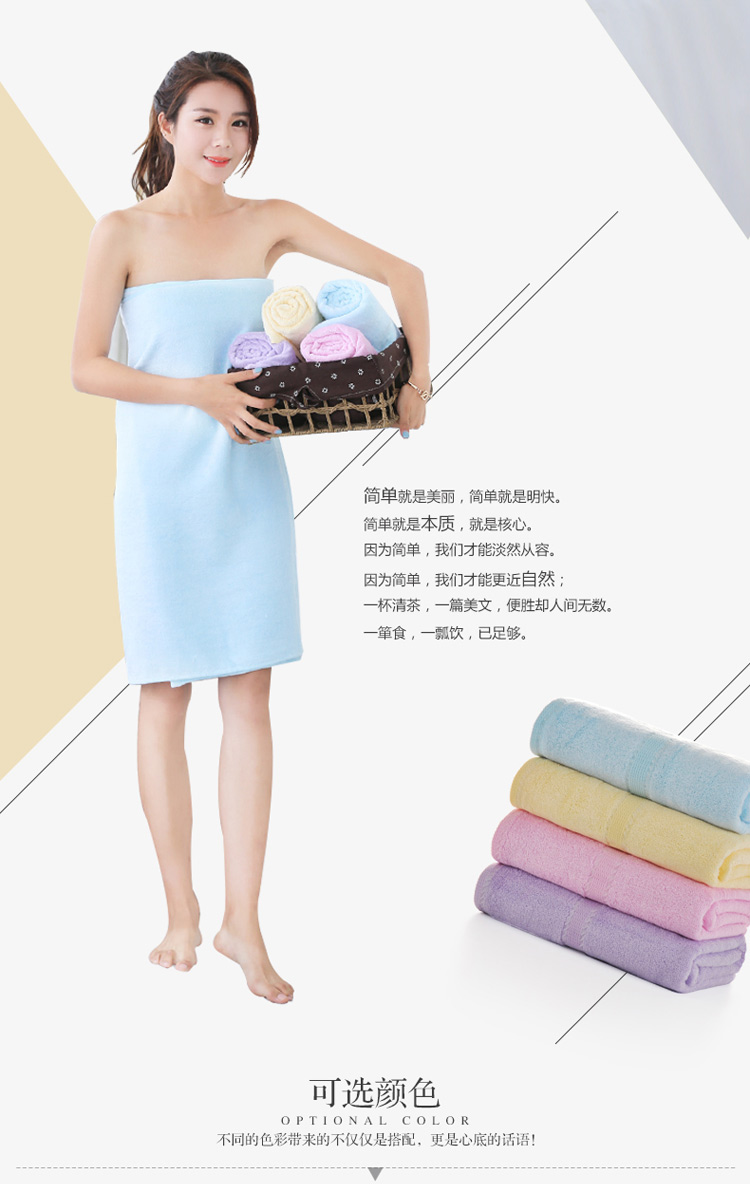 简单就是美丽，简单就是明快。
简单就是本质，就是核心。
因为简单，我们才能淡然从容。
因为简单，我们才能更近自然；
一杯清茶，一篇美文，便胜却人间无数。
一箪食，一瓢饮，已足够。
可选颜色
OPTIONAL COLOR
不同的色彩带来的不仅仅是搭配，更是心底的话语！